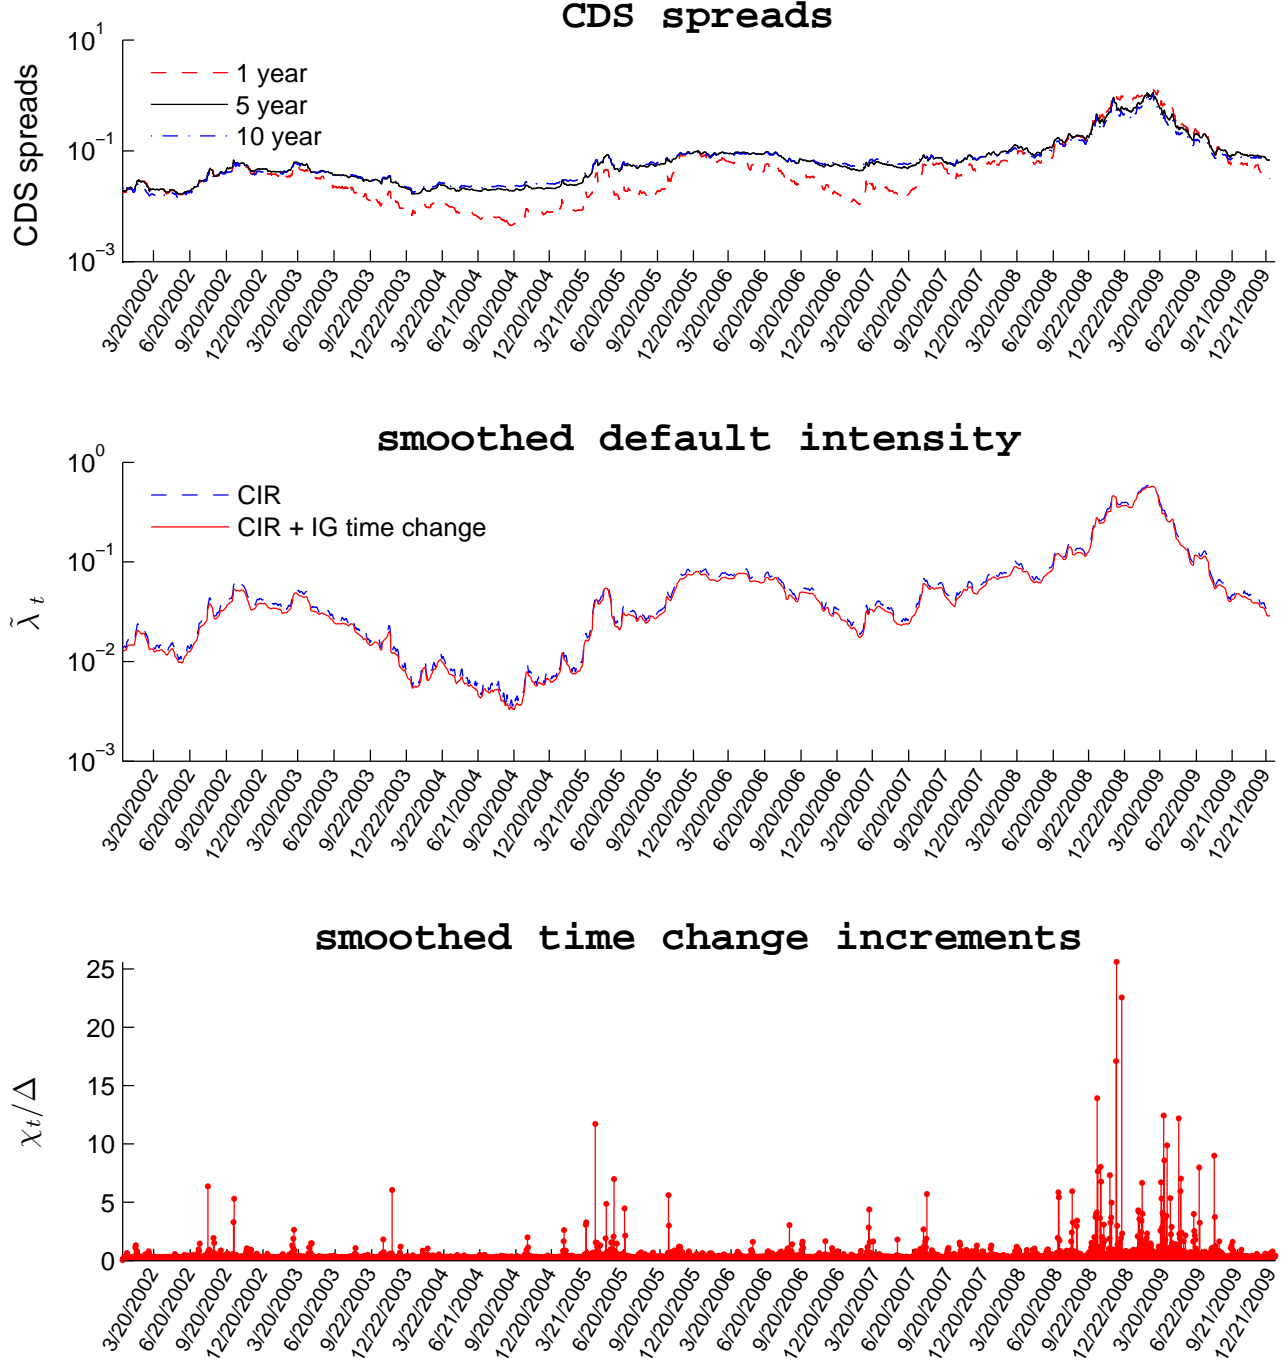 CDS spreads
CDS spreads
10^1
10^−1
10^−3
1 year
5 year
10 year
3/20/2002 6/20/2002 9/20/2002 12/20/2002 3/20/2003 6/20/2003 9/22/2003 12/22/2003 3/22/2004 6/21/2004 9/20/2004 12/20/2004 3/21/2005 6/20/2005 9/20/2005 12/20/2005 3/20/2006 6/20/2006 9/20/2006 12/20/2006 3/20/2007 6/20/2007 9/20/2007 12/20/2007 3/20/2008 6/20/2008 9/22/2008 12/22/2008 3/20/2009 6/22/2009 9/21/2009 12/21/2009
smoothed default intensity
λ̃ t
10^0
10^−1
10^−2
10^−3
CIR
CIR + IG time change
3/20/2002 6/20/2002 9/20/2002 12/20/2002 3/20/2003 6/20/2003 9/22/2003 12/22/2003 3/22/2004 6/21/2004 9/20/2004 12/20/2004 3/21/2005 6/20/2005 9/20/2005 12/20/2005 3/20/2006 6/20/2006 9/20/2006 12/20/2006 3/20/2007 6/20/2007 9/20/2007 12/20/2007 3/20/2008 6/20/2008 9/22/2008 12/22/2008 3/20/2009 6/22/2009 9/21/2009 12/21/2009
smoothed time change increments
χt/Δ
25
20
15
10
5
0
3/20/2002 6/20/2002 9/20/2002 12/20/2002 3/20/2003 6/20/2003 9/22/2003 12/22/2003 3/22/2004 6/21/2004 9/20/2004 12/20/2004 3/21/2005 6/20/2005 9/20/2005 12/20/2005 3/20/2006 6/20/2006 9/20/2006 12/20/2006 3/20/2007 6/20/2007 9/20/2007 12/20/2007 3/20/2008 6/20/2008 9/22/2008 12/22/2008 3/20/2009 6/22/2009 9/21/2009 12/21/2009